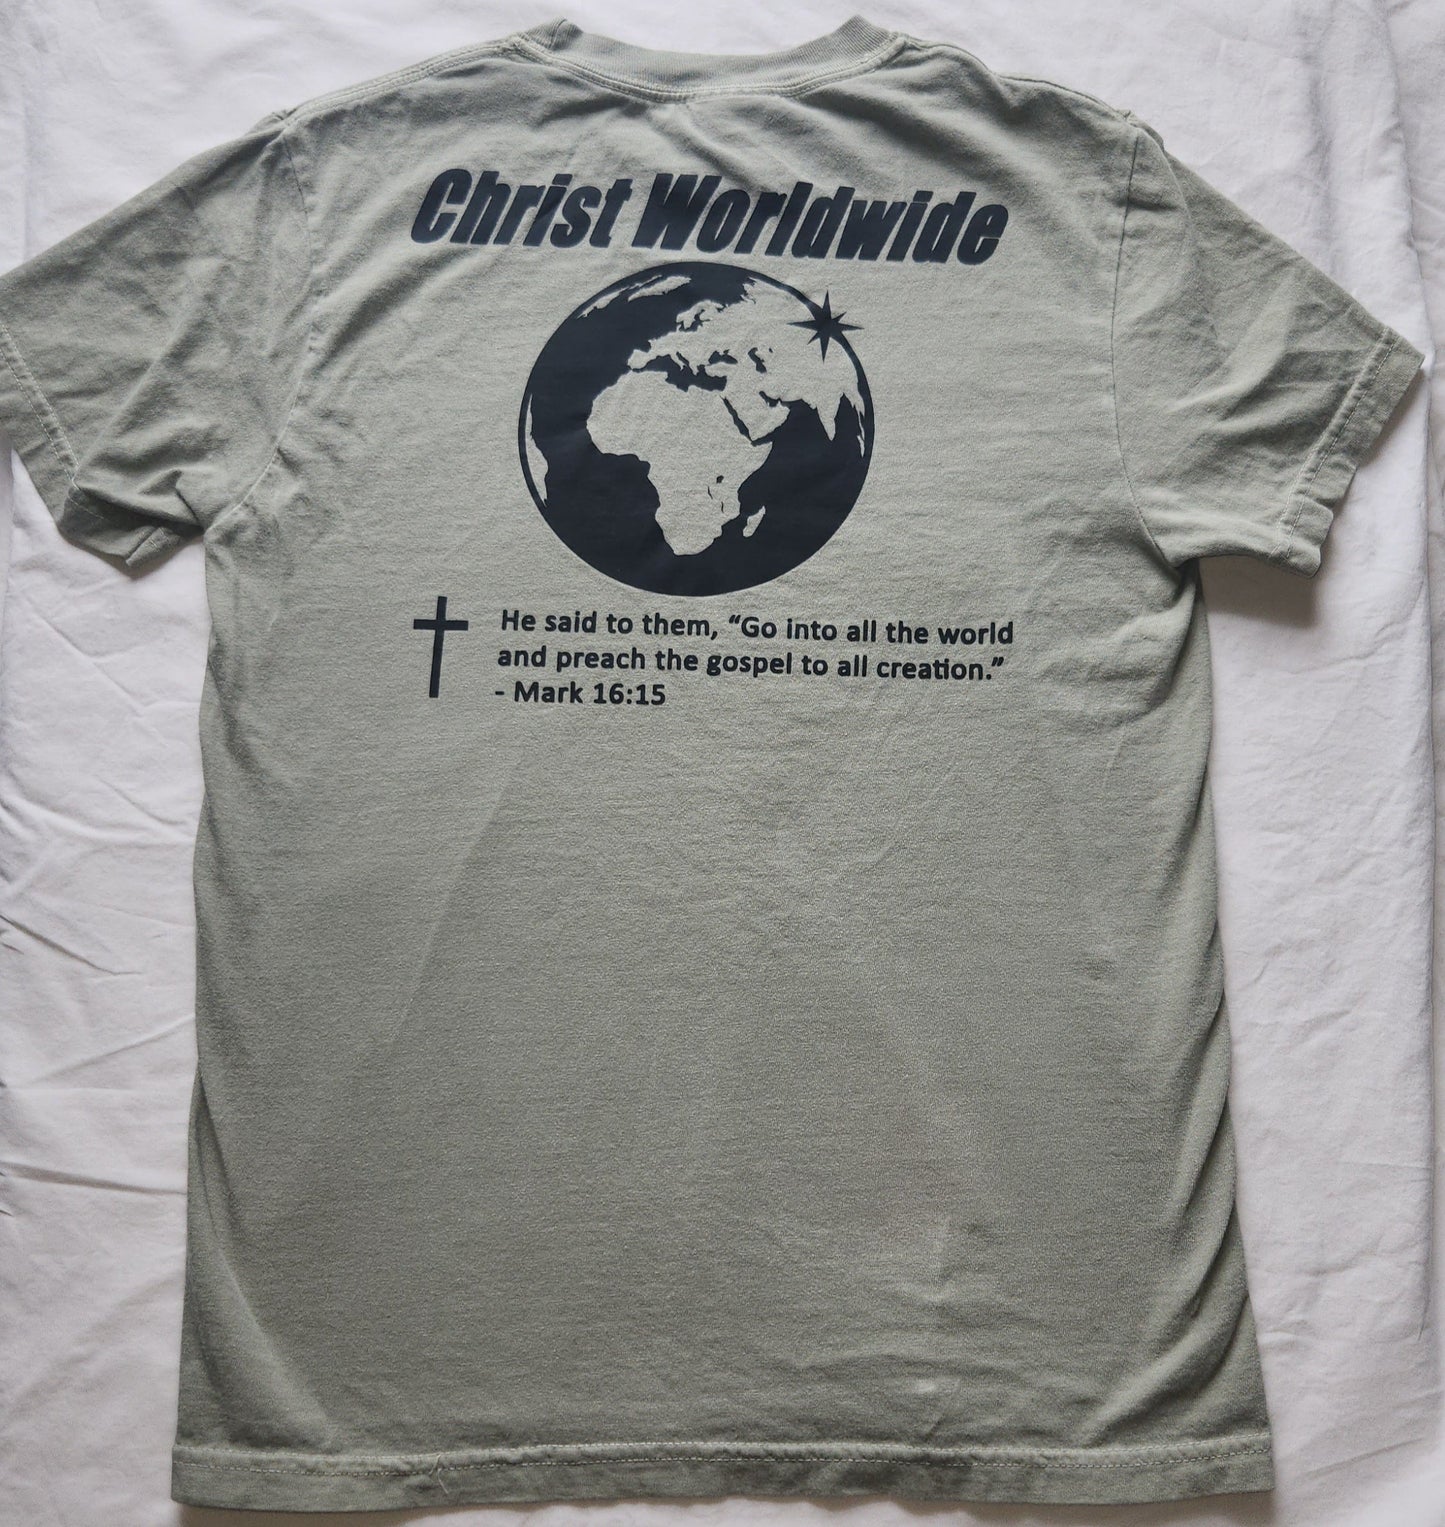 Christ Worldwide
He said to them, “Go into all the world
and preach the gospel to all creation.”
- Mark 16:15